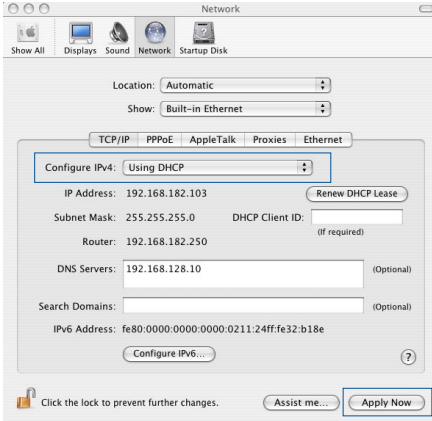 Network
Show All Displays Sound Network Startup Disk
Location: Automatic
Show: Built-in Ethernet
TCP/IP PPPoE AppleTalk Proxies Ethernet
Configure IPv4: Using DHCP
IP Address: 192.168.182.103 Renew DHCP Lease
Subnet Mask: 255.255.255.0 DHCP Client ID:
(If required)
Router: 192.168.182.250
DNS Servers: 192.168.128.10 (Optional)
Search Domains: (Optional)
IPv6 Address: fe80:0000:0000:0000:0211:24ff:fe32:b18e
Configure IPv6... ?
Click the lock to prevent further changes. Assist me... Apply Now